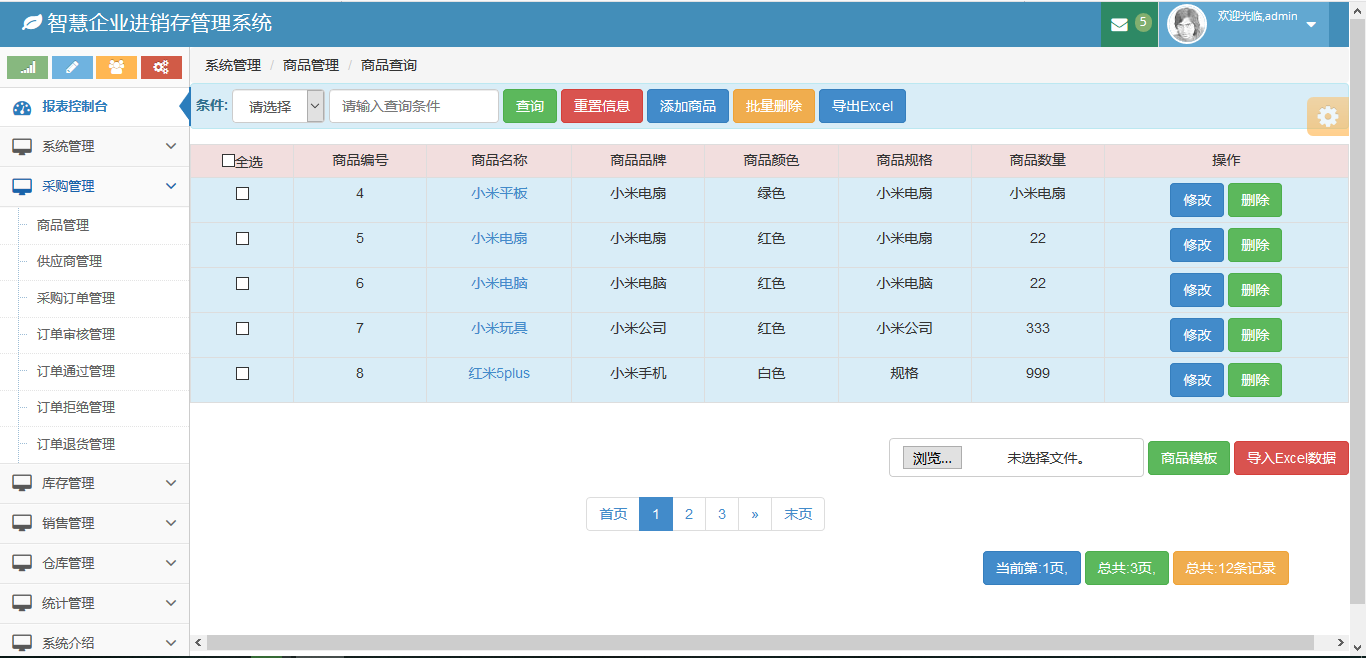 智慧企业进销存管理系统
5
欢迎光临,admin
系统管理 / 商品管理 / 商品查询
报表控制台
系统管理
采购管理
商品管理
供应商管理
采购订单管理
订单审核管理
订单通过管理
订单拒绝管理
订单退货管理
库存管理
销售管理
仓库管理
统计管理
系统介绍
条件: 请选择 请输入查询条件 查询 重置信息 添加商品 批量删除 导出Excel
全选 商品编号 商品名称 商品品牌 商品颜色 商品规格 商品数量 操作
4 小米平板 小米电扇 绿色 小米电扇 小米电扇 修改 删除
5 小米电扇 小米电扇 红色 小米电扇 22 修改 删除
6 小米电脑 小米电脑 红色 小米电脑 22 修改 删除
7 小米玩具 小米公司 红色 小米公司 333 修改 删除
8 红米5plus 小米手机 白色 规格 999 修改 删除
浏览... 未选择文件。 商品模板 导入Excel数据
首页 1 2 3 » 末页
当前第:1页, 总共:3页, 总共:12条记录